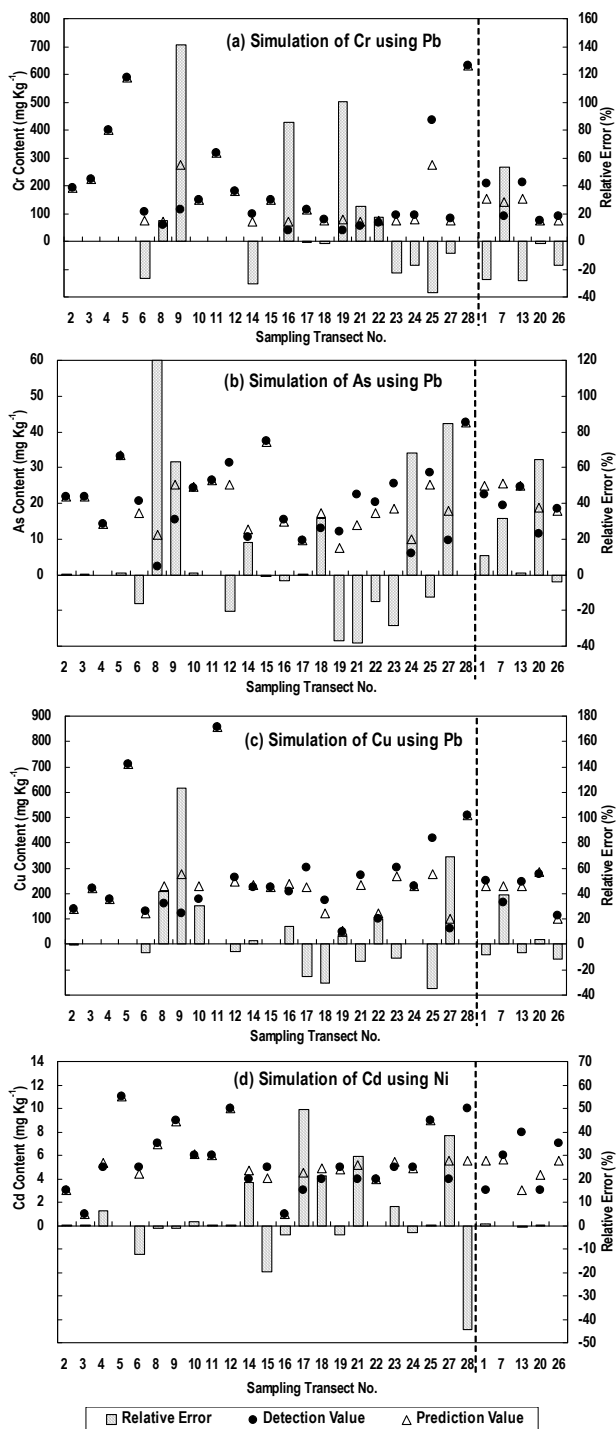 (a) Simulation of Cr using Pb
Cr Content (mg Kg⁻¹)
800 700 600 500 400 300 200 100 0
160 140 120 100 80 60 40 20 0 -20 -40
Relative Error (%)
2 3 4 5 6 8 9 10 11 12 14 15 16 17 18 19 21 22 23 24 25 27 28 1 7 13 20 26
Sampling Transect No.
(b) Simulation of As using Pb
As Content (mg Kg⁻¹)
60 50 40 30 20 10 0
120 100 80 60 40 20 0 -20 -40
Relative Error (%)
2 3 4 5 6 8 9 10 11 12 14 15 16 17 18 19 21 22 23 24 25 27 28 1 7 13 20 26
Sampling Transect No.
(c) Simulation of Cu using Pb
Cu Content (mg Kg⁻¹)
900 800 700 600 500 400 300 200 100 0
180 160 140 120 100 80 60 40 20 0 -20 -40
Relative Error (%)
2 3 4 5 6 8 9 10 11 12 14 15 16 17 18 19 21 22 23 24 25 27 28 1 7 13 20 26
Sampling Transect No.
(d) Simulation of Cd using Ni
Cd Content (mg Kg⁻¹)
14 12 10 8 6 4 2 0
70 60 50 40 30 20 10 0 -10 -20 -30 -40 -50
Relative Error (%)
2 3 4 5 6 8 9 10 11 12 14 15 16 17 18 19 21 22 23 24 25 27 28 1 7 13 20 26
Sampling Transect No.
Relative Error Detection Value Prediction Value